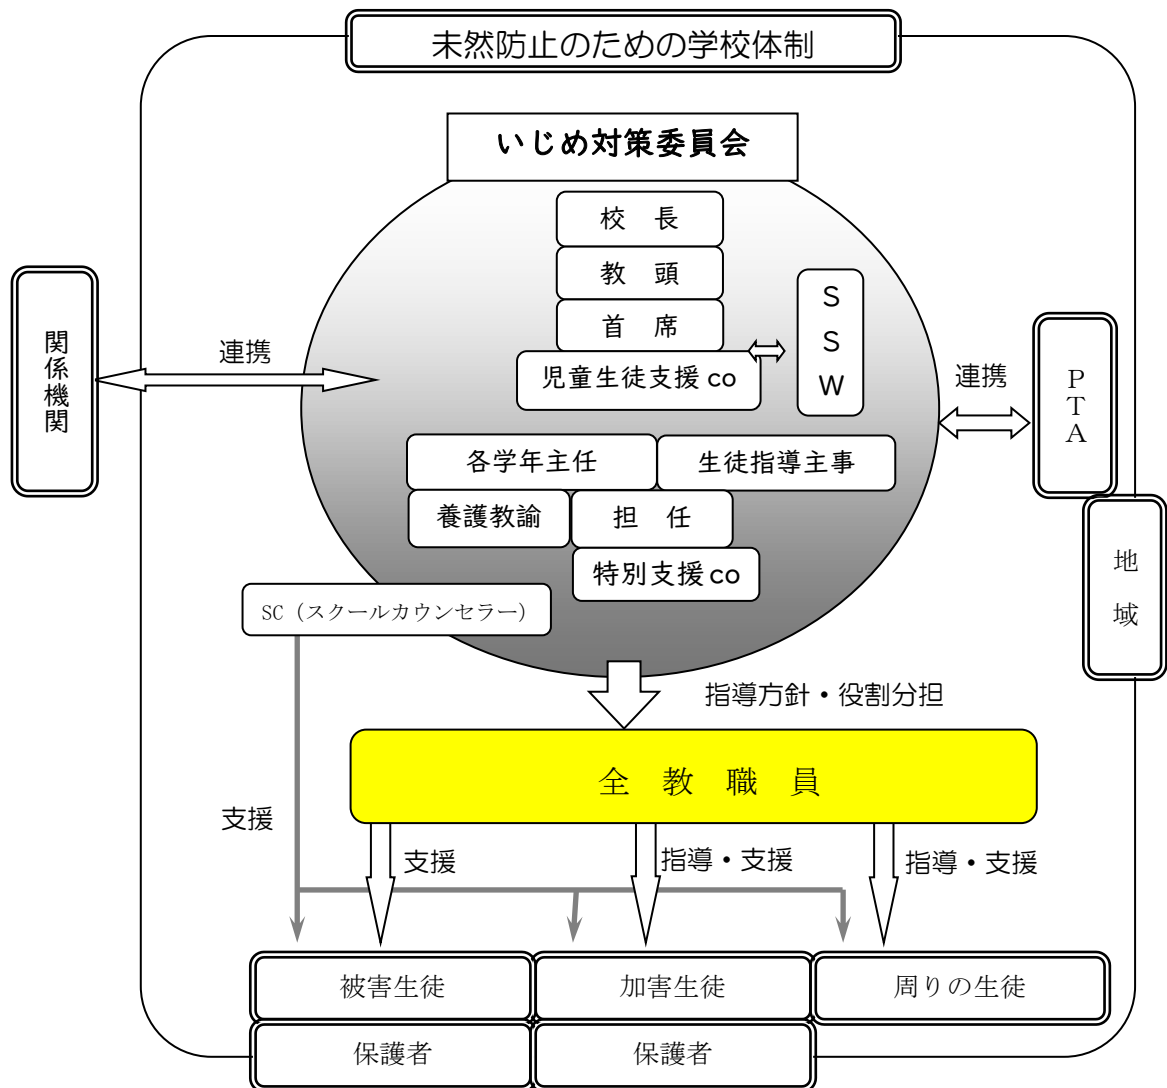 未然防止のための学校体制
いじめ対策委員会
校　長
教　頭
首　席
児童生徒支援 co
SSW
関係機関
連携
連携
PTA
地域
各学年主任
生徒指導主事
養護教諭
担　任
特別支援 co
SC（スクールカウンセラー）
指導方針・役割分担
全　教　職　員
支援
支援
指導・支援
指導・支援
被害生徒
加害生徒
周りの生徒
保護者
保護者